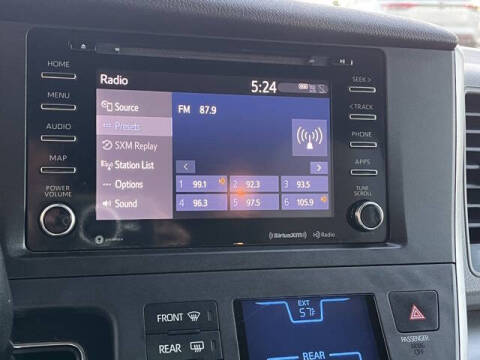 HOME
MENU
AUDIO
MAP
POWER
VOLUME
Radio
5:24
Source
FM 87.9
Presets
SXM Replay
Station List
Options
Sound
< >
1 99.1 2 92.3 3 93.5
4 96.3 5 97.5 6 105.9
SEEK >
< TRACK
PHONE
APPS
TUNE
SCROLL
((SiriusXM))
HD Radio
FRONT
REAR
EXT
57°F
REAR
PASSENGER